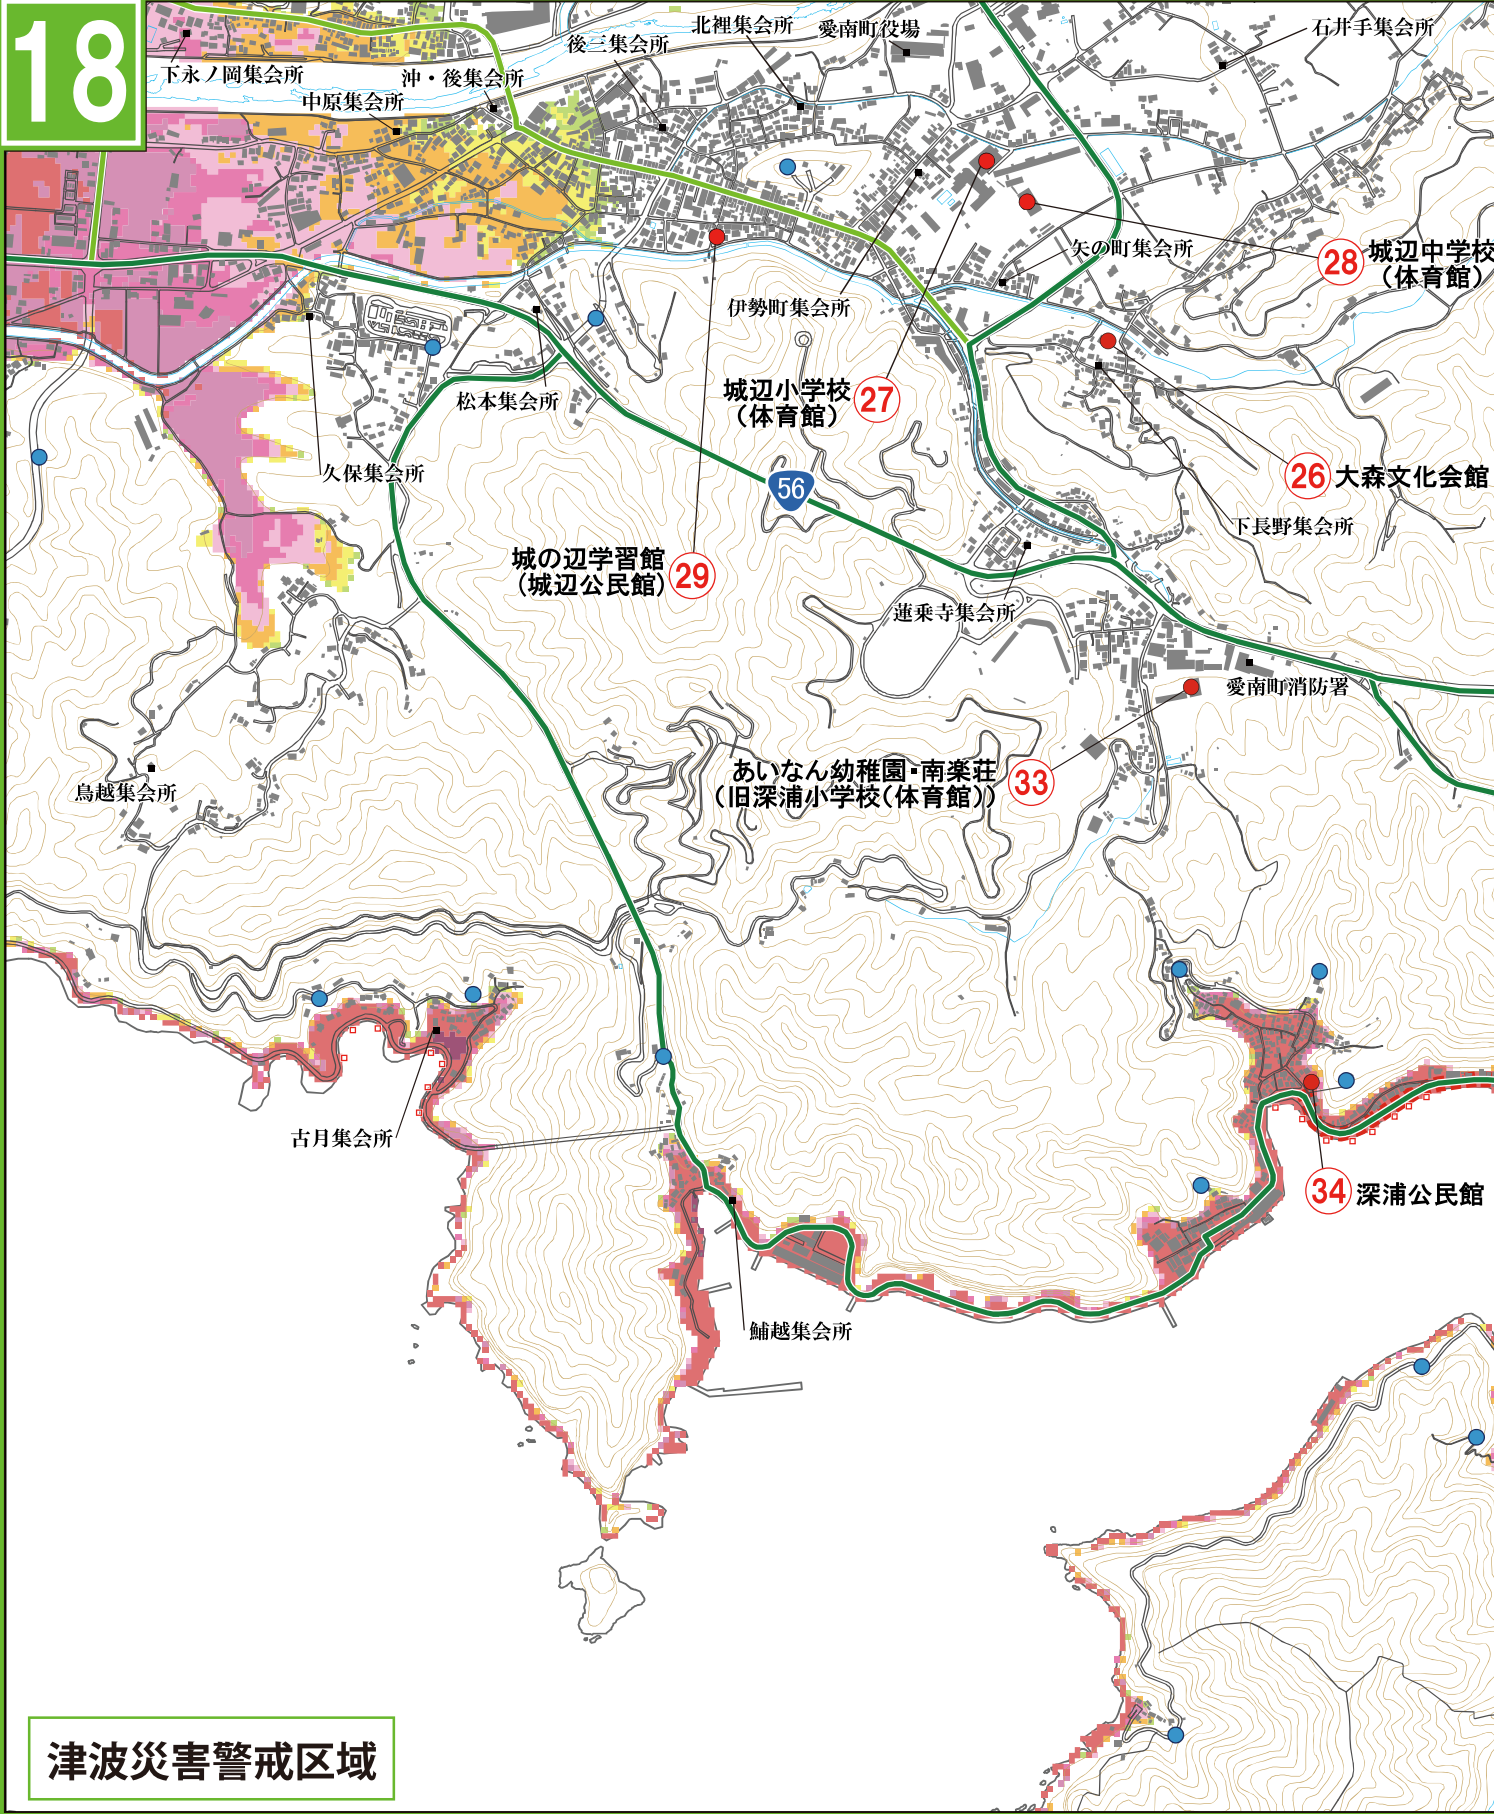 18
下永ノ岡集会所
中原集会所
沖・後集会所
後三集会所
北裡集会所
愛南町役場
石井手集会所
矢の町集会所
28
城辺中学校
(体育館)
伊勢町集会所
城辺小学校
(体育館)
27
松本集会所
久保集会所
56
26
大森文化会館
下長野集会所
城の辺学習館
(城辺公民館)
29
蓮乗寺集会所
愛南町消防署
鳥越集会所
あいなん幼稚園・南楽荘
(旧深浦小学校(体育館))
33
古月集会所
34
深浦公民館
鯆越集会所
津波災害警戒区域